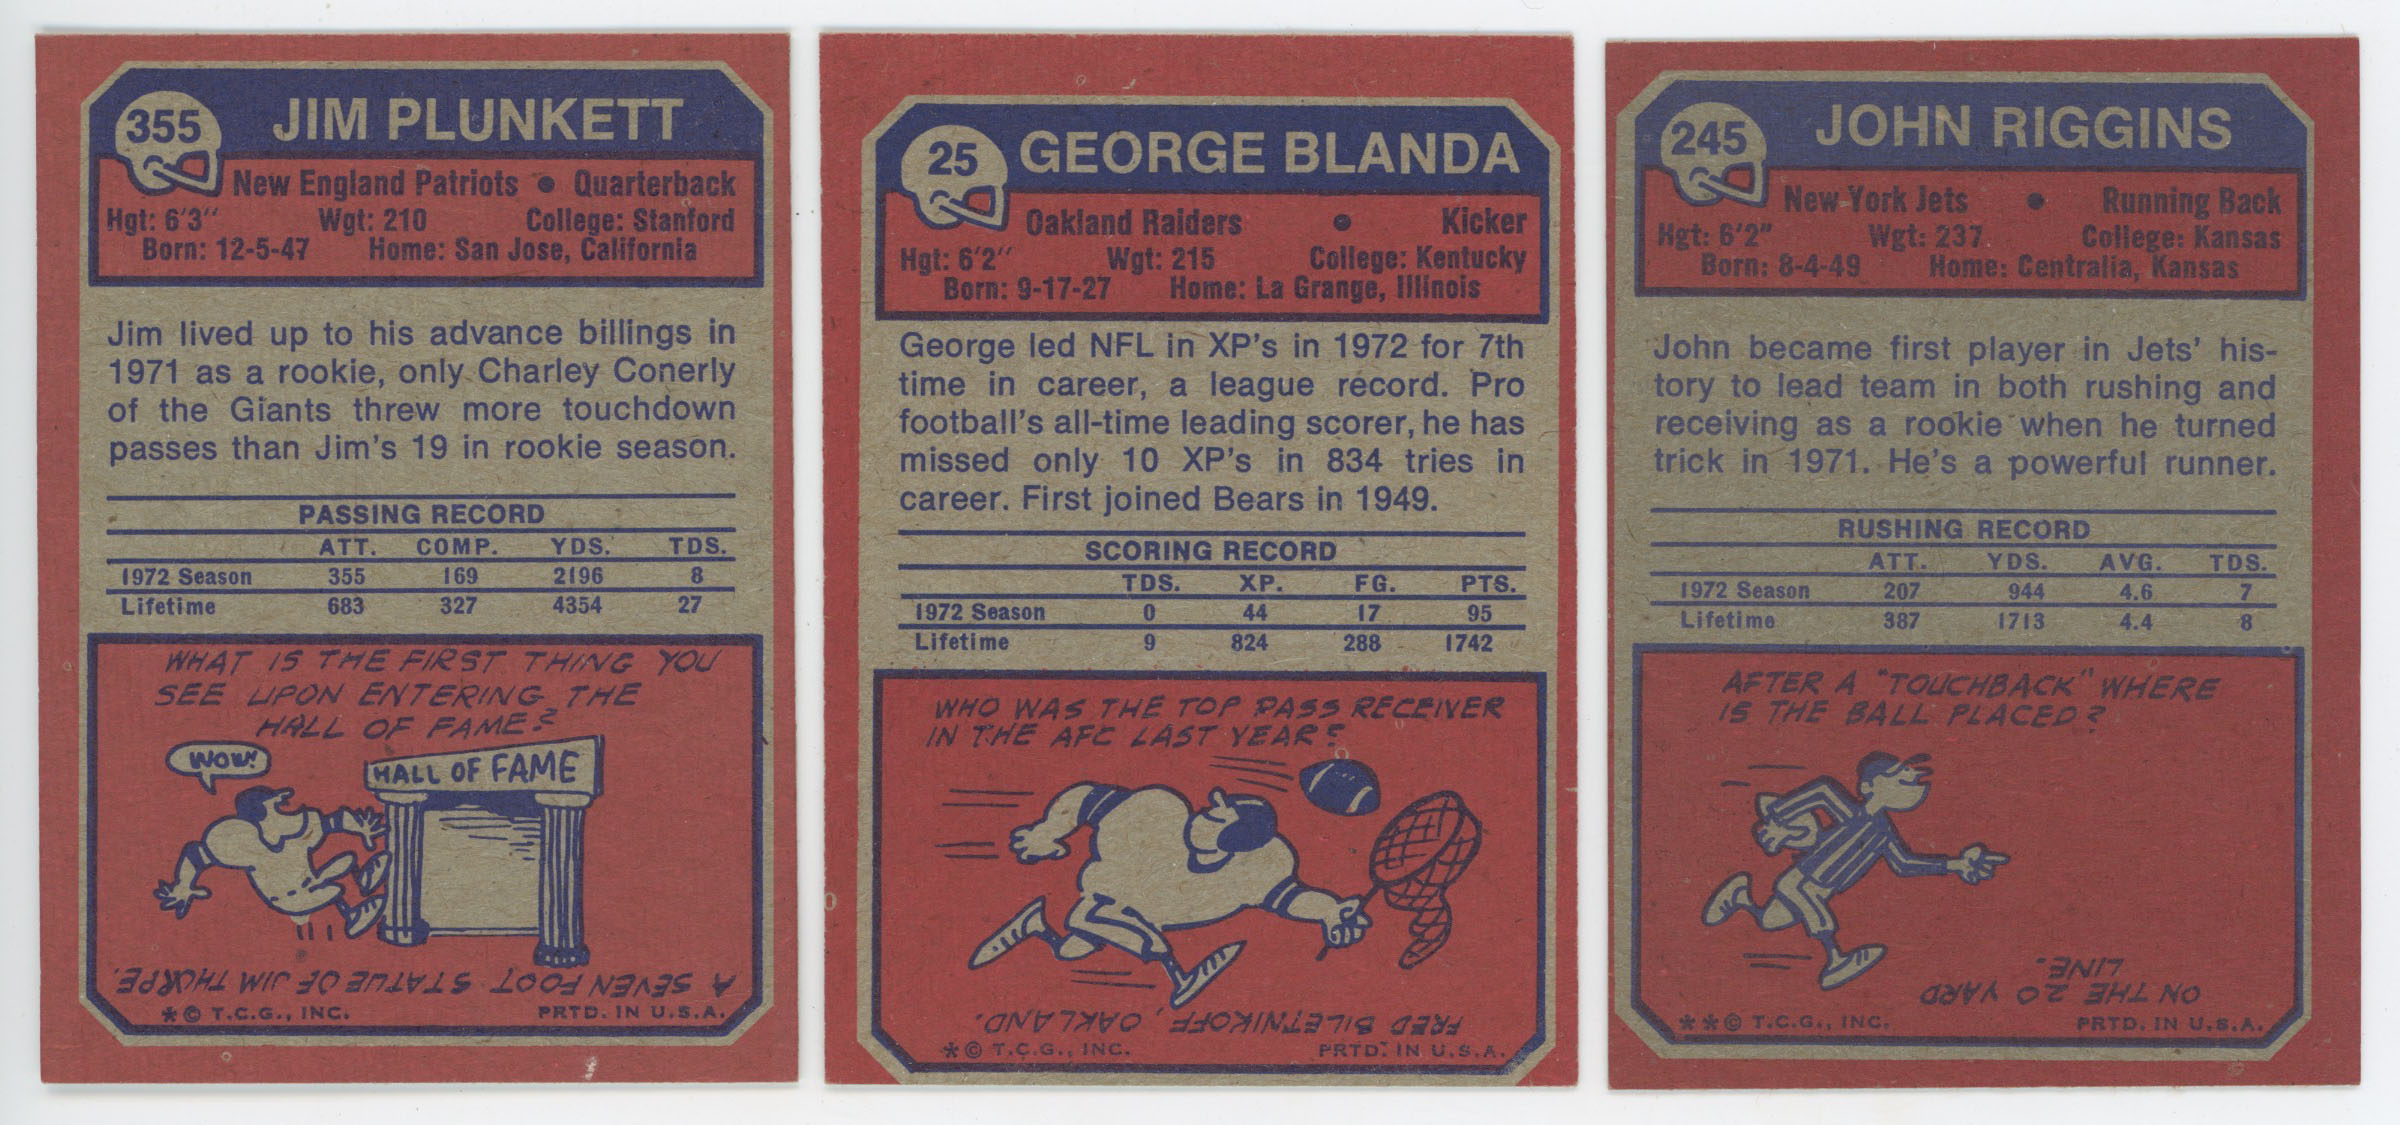 355
JIM PLUNKETT
New England Patriots • Quarterback
Hgt: 6'3" Wgt: 210 College: Stanford
Born: 12-5-47 Home: San Jose, California
Jim lived up to his advance billings in
1971 as a rookie, only Charley Conerly
of the Giants threw more touchdown
passes than Jim's 19 in rookie season.
PASSING RECORD
ATT. COMP. YDS. TDS.
1972 Season 355 169 2196 8
Lifetime 683 327 4354 27
WHAT IS THE FIRST THING YOU
SEE UPON ENTERING THE
HALL OF FAME?
WOW!
HALL OF FAME
A SEVEN FOOT STATUE OF JIM THORPE.
* © T.C.G., INC. PRTD. IN U.S.A.
25
GEORGE BLANDA
Oakland Raiders • Kicker
Hgt: 6'2" Wgt: 215 College: Kentucky
Born: 9-17-27 Home: La Grange, Illinois
George led NFL in XP's in 1972 for 7th
time in career, a league record. Pro
football's all-time leading scorer, he has
missed only 10 XP's in 834 tries in
career. First joined Bears in 1949.
SCORING RECORD
TDS. XP. FG. PTS.
1972 Season 0 44 17 95
Lifetime 9 824 288 1742
WHO WAS THE TOP PASS RECEIVER
IN THE AFC LAST YEAR?
FRED BILETNIKOFF, OAKLAND.
* © T.C.G., INC. PRTD. IN U.S.A.
245
JOHN RIGGINS
New York Jets • Running Back
Hgt: 6'2" Wgt: 237 College: Kansas
Born: 8-4-49 Home: Centralia, Kansas
John became first player in Jets' his-
tory to lead team in both rushing and
receiving as a rookie when he turned
trick in 1971. He's a powerful runner.
RUSHING RECORD
ATT. YDS. AVG. TDS.
1972 Season 207 944 4.6 7
Lifetime 387 1713 4.4 8
AFTER A "TOUCHBACK" WHERE
IS THE BALL PLACED?
ON THE 20 YARD
LINE.
* * © T.C.G., INC. PRTD. IN U.S.A.